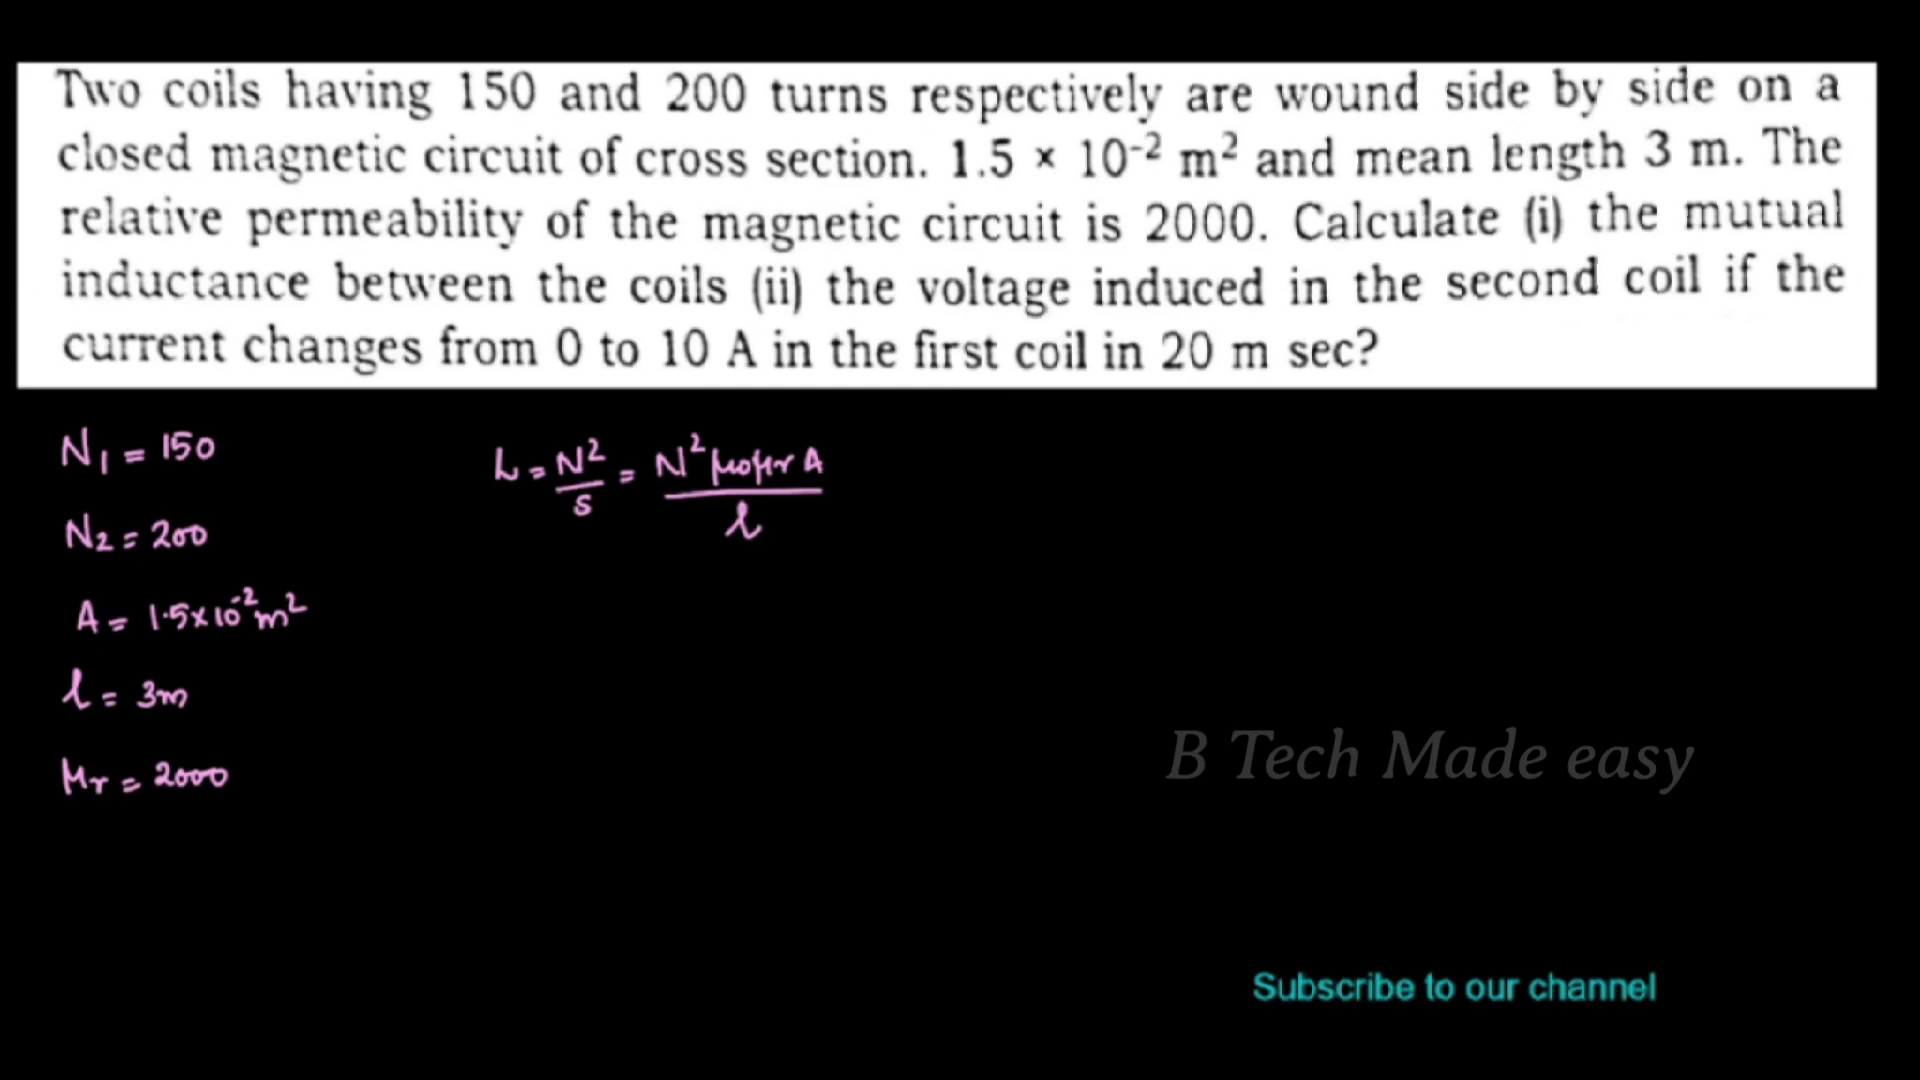 Two coils having 150 and 200 turns respectively are wound side by side on a
closed magnetic circuit of cross section. 1.5 × 10⁻² m² and mean length 3 m. The
relative permeability of the magnetic circuit is 2000. Calculate (i) the mutual
inductance between the coils (ii) the voltage induced in the second coil if the
current changes from 0 to 10 A in the first coil in 20 m sec?
N₁ = 150
L = N²/S = N² μ₀μr A / l
N₂ = 200
A = 1.5×10⁻² m²
l = 3m
μr = 2000
B Tech Made easy
Subscribe to our channel